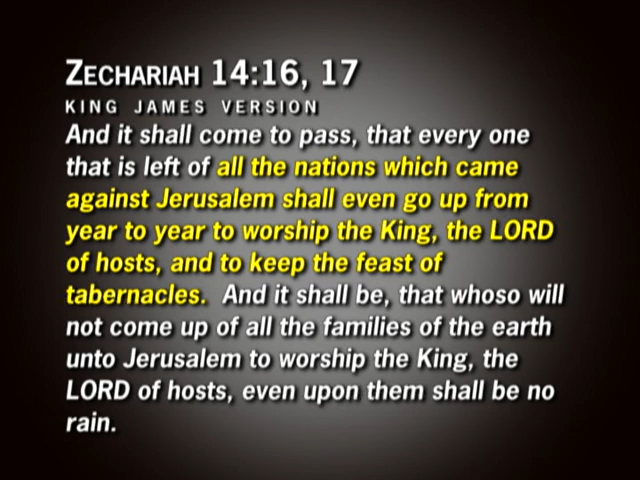 ZECHARIAH 14:16, 17
KING JAMES VERSION
And it shall come to pass, that every one
that is left of all the nations which came
against Jerusalem shall even go up from
year to year to worship the King, the LORD
of hosts, and to keep the feast of
tabernacles. And it shall be, that whoso will
not come up of all the families of the earth
unto Jerusalem to worship the King, the
LORD of hosts, even upon them shall be no
rain.